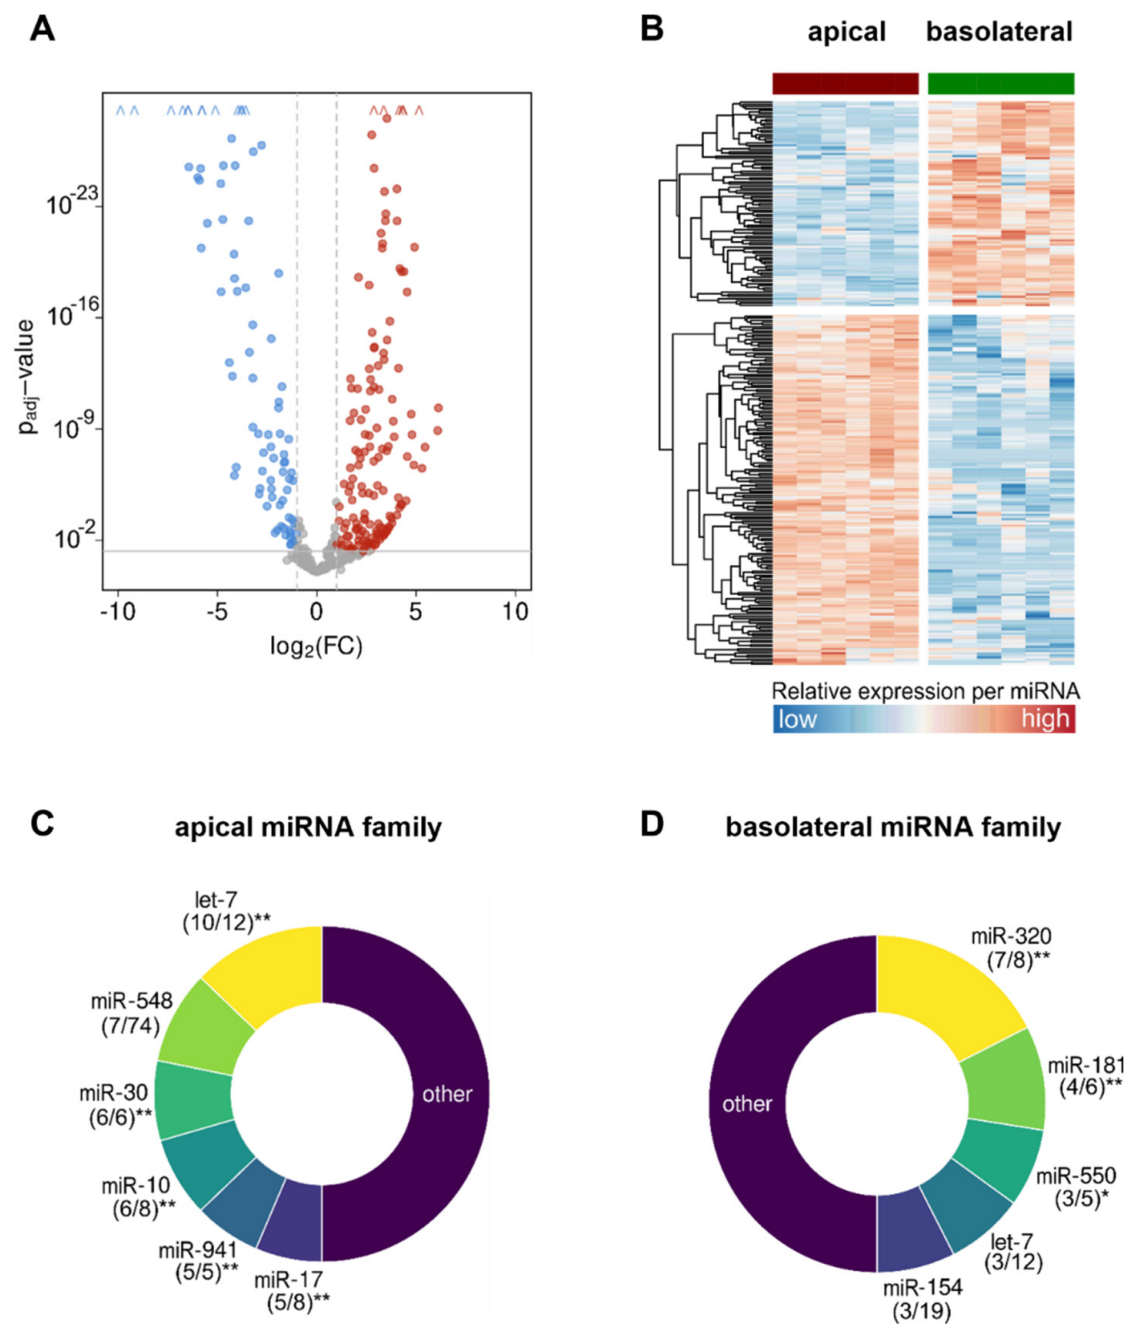 A
B
apical basolateral
10-23
10-16
10-9
10-2
padj–value
-10 -5 0 5 10
log2(FC)
Relative expression per miRNA
low high
C
apical miRNA family
let-7
(10/12)**
miR-548
(7/74)
miR-30
(6/6)**
miR-10
(6/8)**
miR-941
(5/5)**
miR-17
(5/8)**
other
D
basolateral miRNA family
miR-320
(7/8)**
miR-181
(4/6)**
miR-550
(3/5)*
let-7
(3/12)
miR-154
(3/19)
other